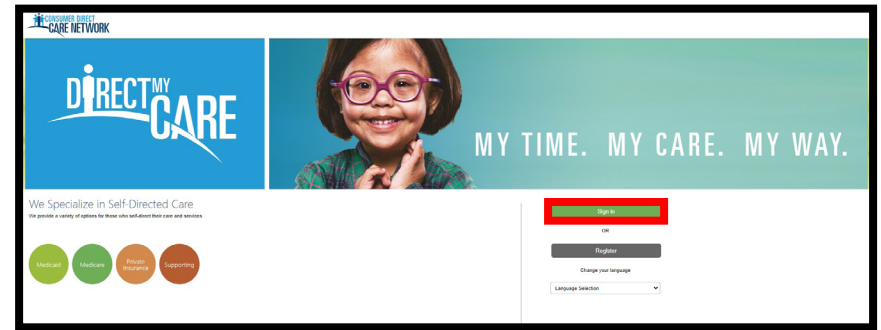 CONSUMER DIRECT
CARE NETWORK
DIRECT MY
CARE
MY TIME. MY CARE. MY WAY.
We Specialize in Self-Directed Care
We provide a variety of options for those who self-direct their care and services
Medicaid
Medicare
Private
Insurance
Supporting
Sign In
OR
Register
Change your language
Language Selection